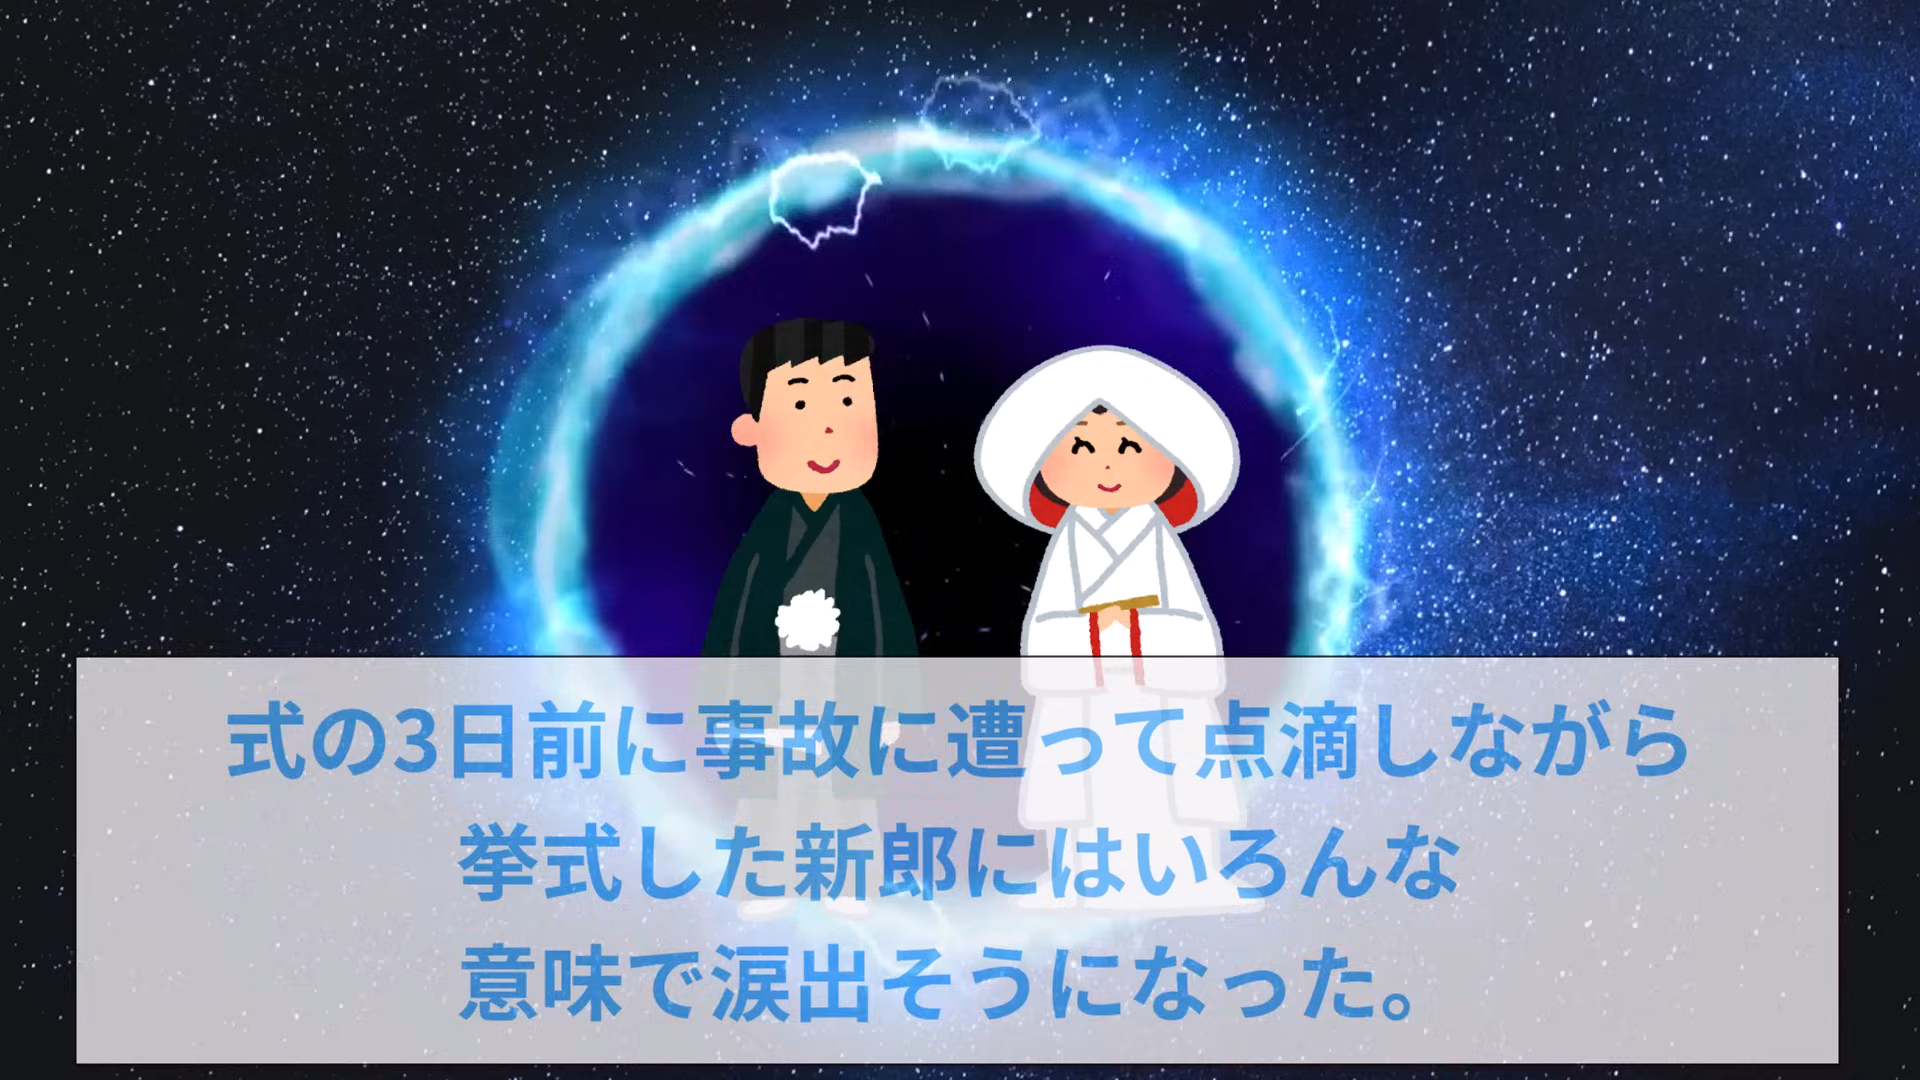 式の3日前に事故に遭って点滴しながら
挙式した新郎にはいろんな
意味で涙出そうになった。